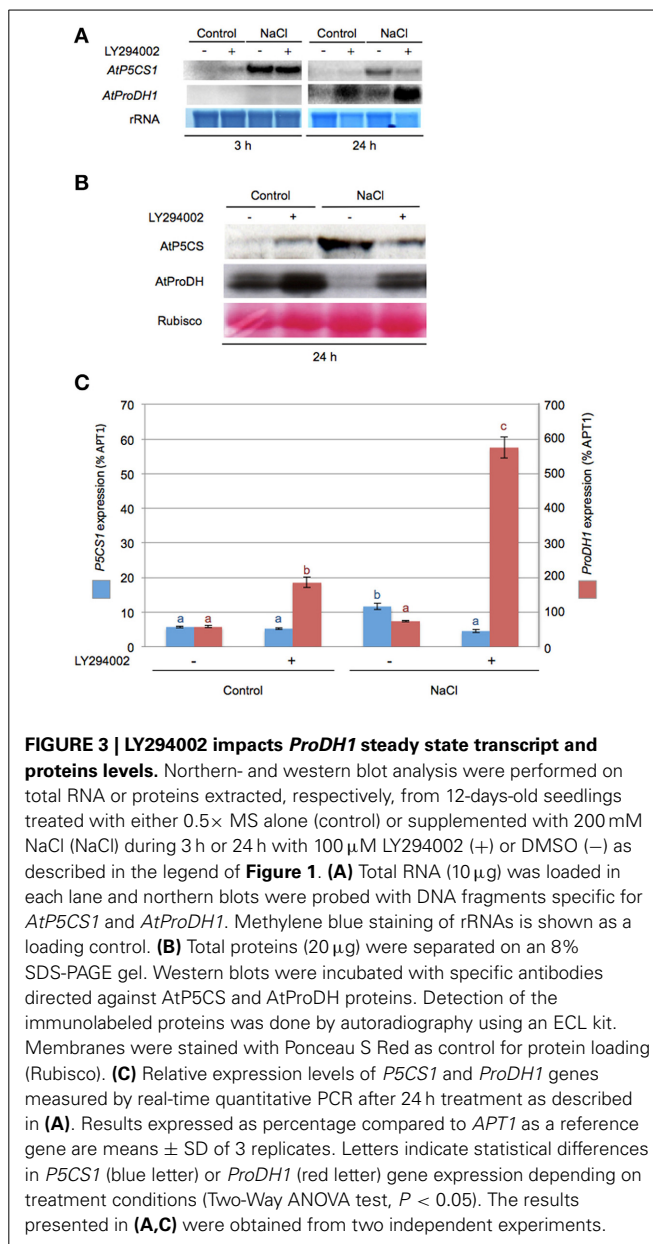 A
Control NaCl Control NaCl
LY294002 - + - + - + - +
AtP5CS1
AtProDH1
rRNA
3 h 24 h
B
Control NaCl
LY294002 - + - +
AtP5CS
AtProDH
Rubisco
24 h
C
70 700
60 600
50 500
40 400
30 300
20 200
10 100
0 0
P5CS1 expression (% APT1)
ProDH1 expression (% APT1)
a a a b b a a c
LY294002 - + - +
Control NaCl
FIGURE 3 | LY294002 impacts ProDH1 steady state transcript and
proteins levels. Northern- and western blot analysis were performed on
total RNA or proteins extracted, respectively, from 12-days-old seedlings
treated with either 0.5× MS alone (control) or supplemented with 200 mM
NaCl (NaCl) during 3 h or 24 h with 100 μM LY294002 (+) or DMSO (−) as
described in the legend of Figure 1. (A) Total RNA (10 μg) was loaded in
each lane and northern blots were probed with DNA fragments specific for
AtP5CS1 and AtProDH1. Methylene blue staining of rRNAs is shown as a
loading control. (B) Total proteins (20 μg) were separated on an 8%
SDS-PAGE gel. Western blots were incubated with specific antibodies
directed against AtP5CS and AtProDH proteins. Detection of the
immunolabeled proteins was done by autoradiography using an ECL kit.
Membranes were stained with Ponceau S Red as control for protein loading
(Rubisco). (C) Relative expression levels of P5CS1 and ProDH1 genes
measured by real-time quantitative PCR after 24 h treatment as described
in (A). Results expressed as percentage compared to APT1 as a reference
gene are means ± SD of 3 replicates. Letters indicate statistical differences
in P5CS1 (blue letter) or ProDH1 (red letter) gene expression depending on
treatment conditions (Two-Way ANOVA test, P < 0.05). The results
presented in (A,C) were obtained from two independent experiments.